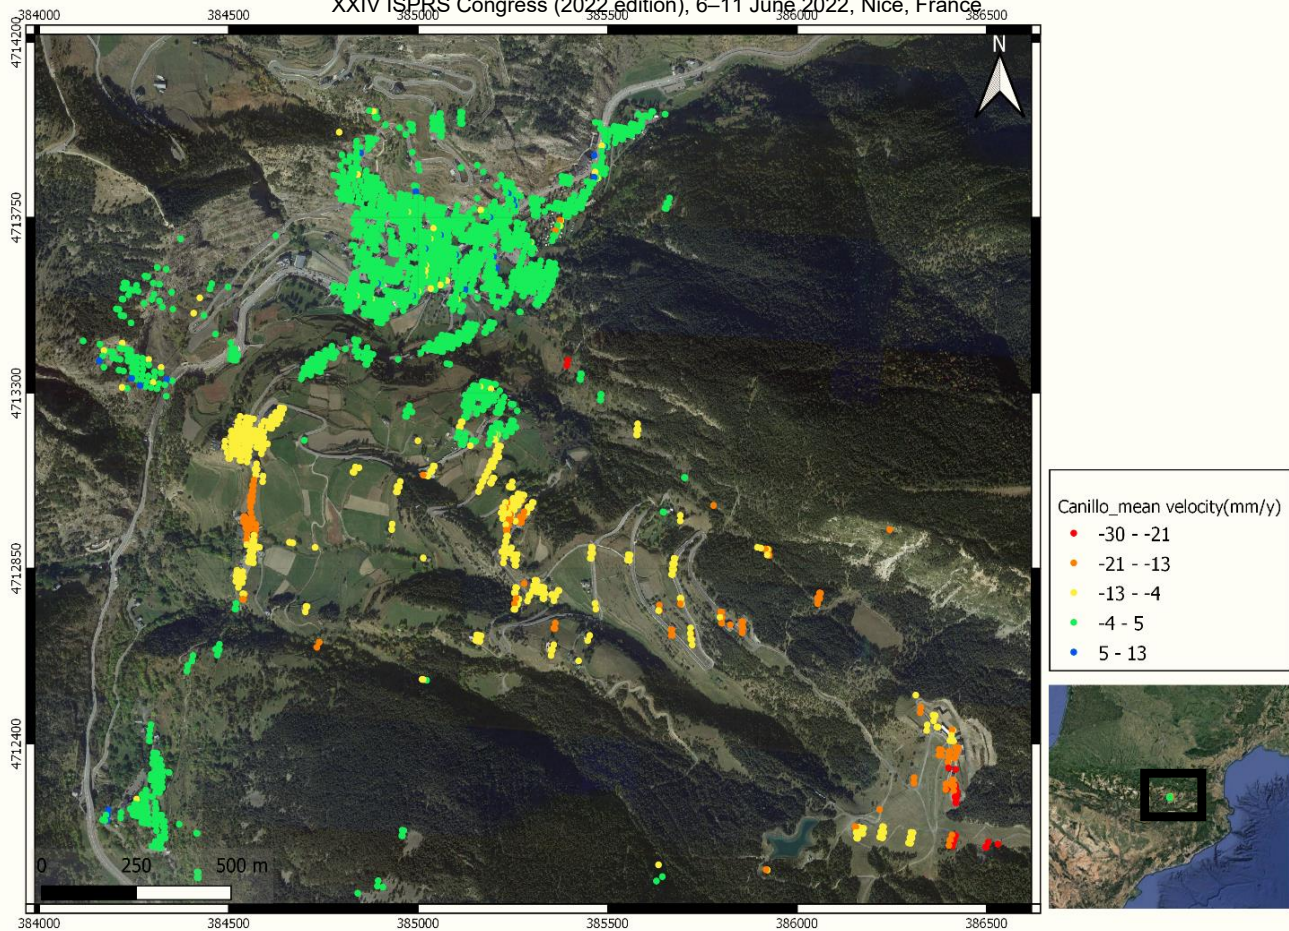 XXIV ISPRS Congress (2022 edition), 6–11 June 2022, Nice, France
384000 384500 385000 385500 386000 386500
4714200
N
4713750
4713300
Canillo_mean velocity(mm/y)
-30 - -21
-21 - -13
-13 - -4
-4 - 5
5 - 13
4712850
4712400
0 250 500 m
384000 384500 385000 385500 386000 386500